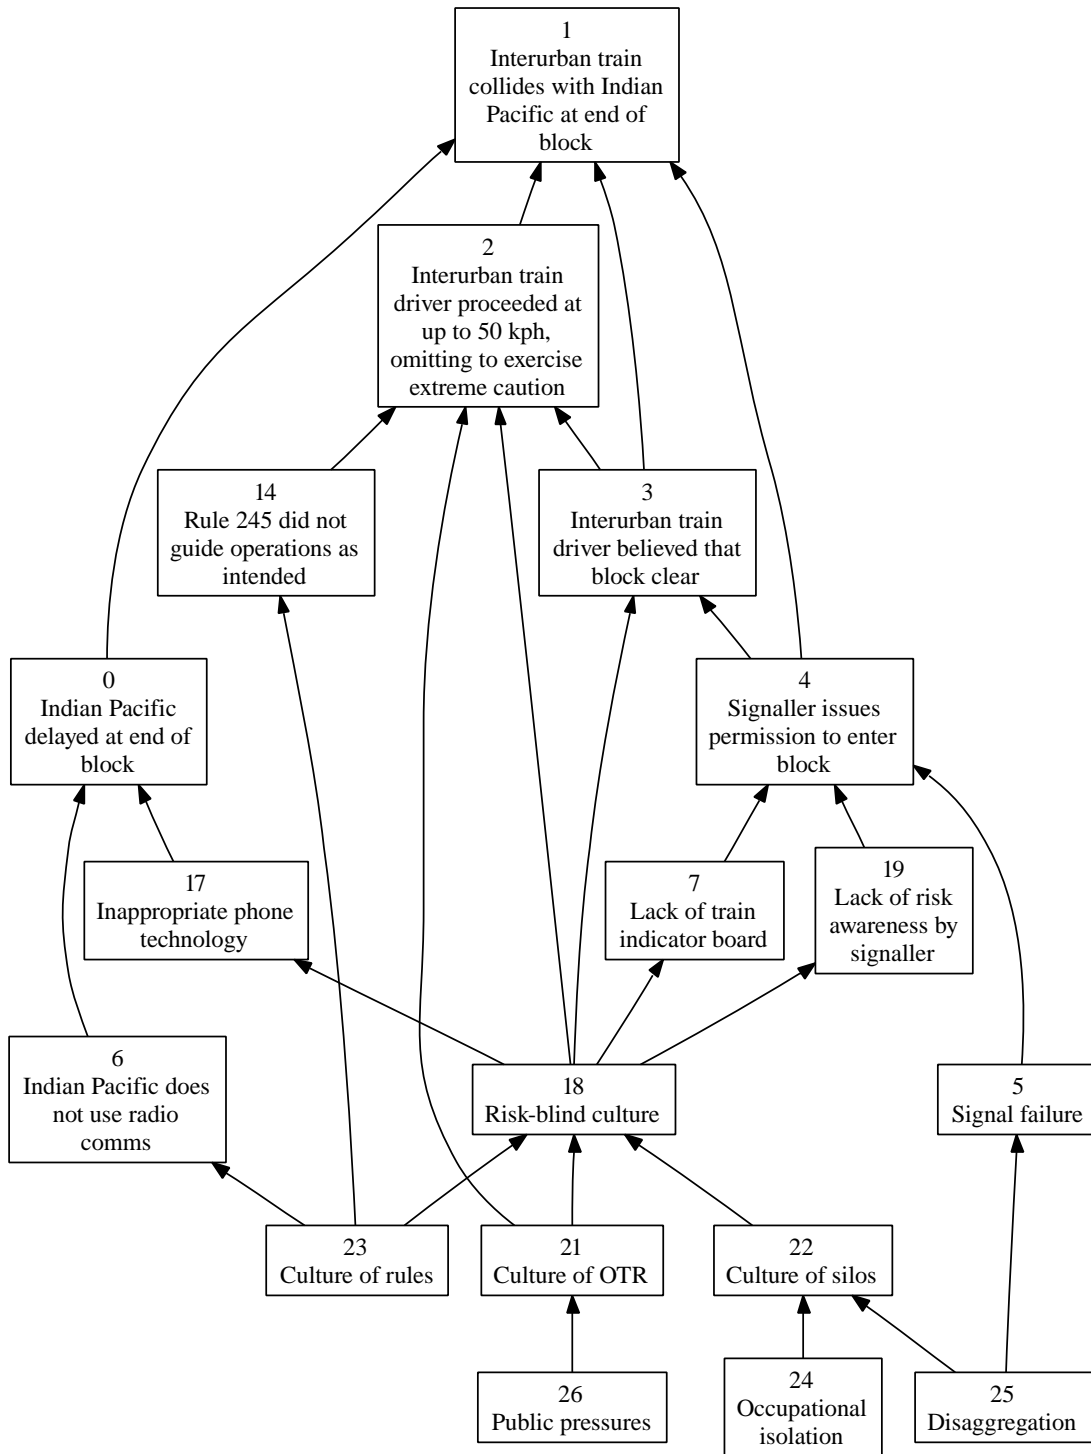 1
Interurban train
collides with Indian
Pacific at end of
block
2
Interurban train
driver proceeded at
up to 50 kph,
omitting to exercise
extreme caution
14
Rule 245 did not
guide operations as
intended
3
Interurban train
driver believed that
block clear
0
Indian Pacific
delayed at end of
block
4
Signaller issues
permission to enter
block
17
Inappropriate phone
technology
7
Lack of train
indicator board
19
Lack of risk
awareness by
signaller
6
Indian Pacific does
not use radio
comms
18
Risk-blind culture
5
Signal failure
23
Culture of rules
21
Culture of OTR
22
Culture of silos
26
Public pressures
24
Occupational
isolation
25
Disaggregation